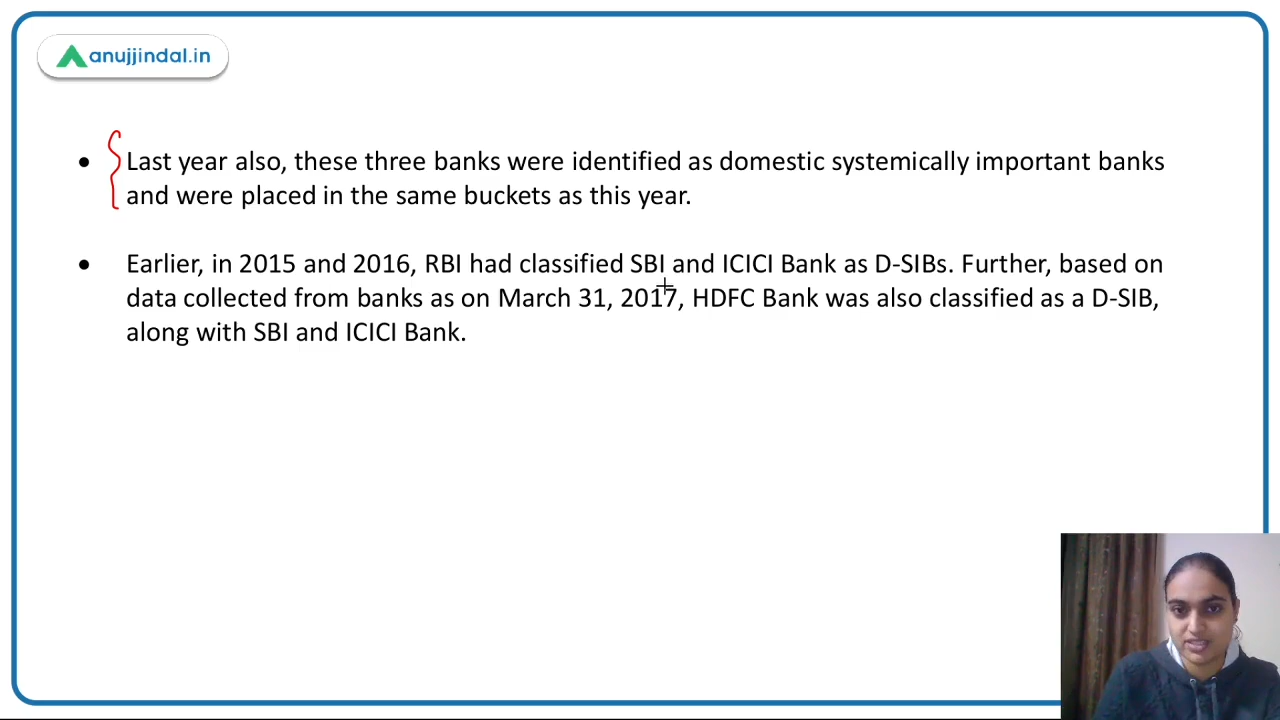 anujjindal.in
• Last year also, these three banks were identified as domestic systemically important banks
and were placed in the same buckets as this year.
• Earlier, in 2015 and 2016, RBI had classified SBI and ICICI Bank as D-SIBs. Further, based on
data collected from banks as on March 31, 2017, HDFC Bank was also classified as a D-SIB,
along with SBI and ICICI Bank.